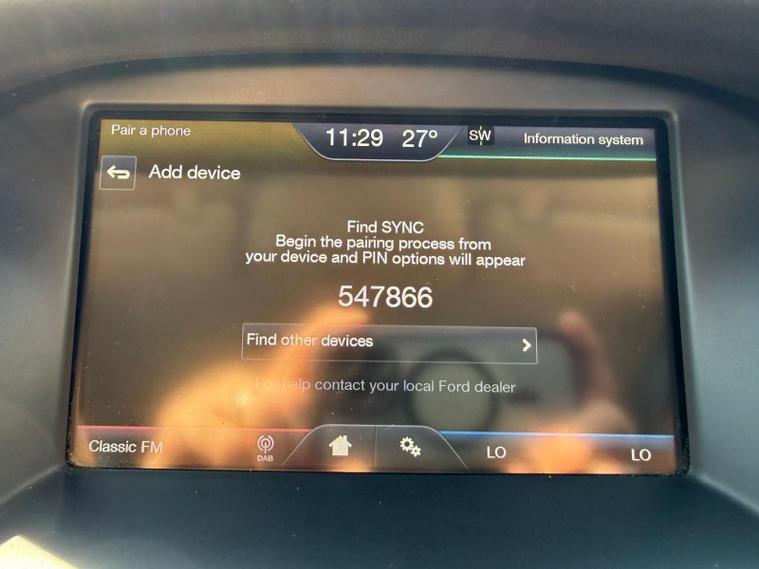 Pair a phone
11:29 27° SW Information system
Add device
Find SYNC
Begin the pairing process from
your device and PIN options will appear
547866
Find other devices
For help contact your local Ford dealer
Classic FM
DAB
LO
LO